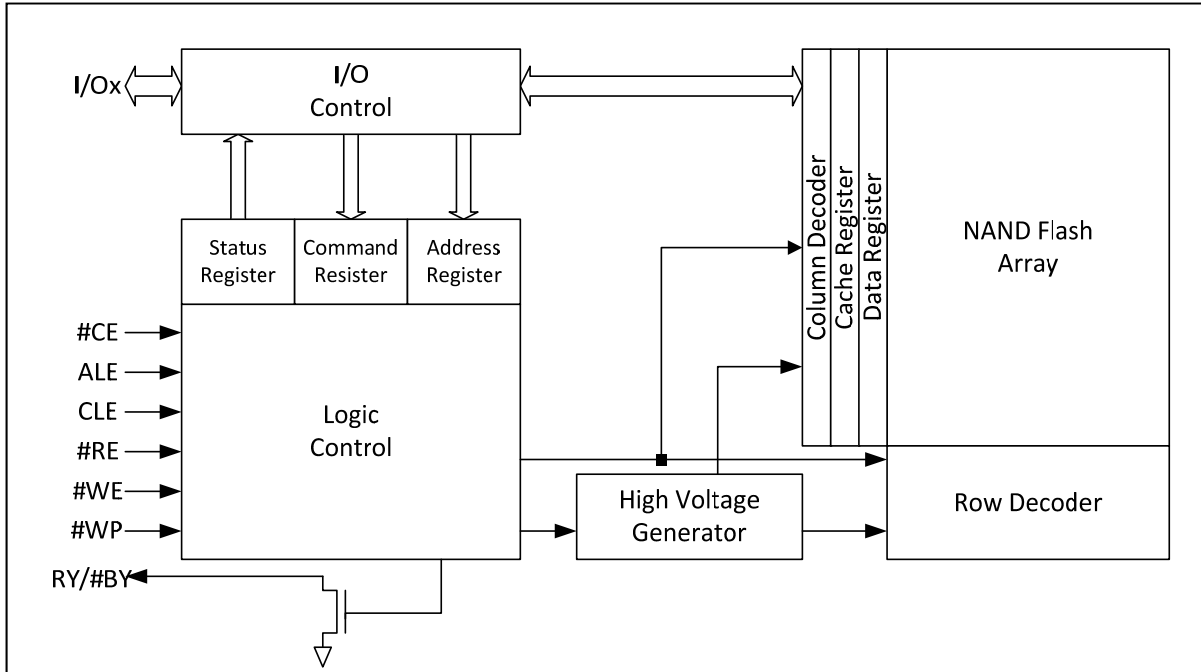 I/Ox
I/O
Control
Status
Register
Command
Resister
Address
Register
#CE
ALE
CLE
#RE
#WE
#WP
RY/#BY
Logic
Control
High Voltage
Generator
Column Decoder
Cache Register
Data Register
NAND Flash
Array
Row Decoder